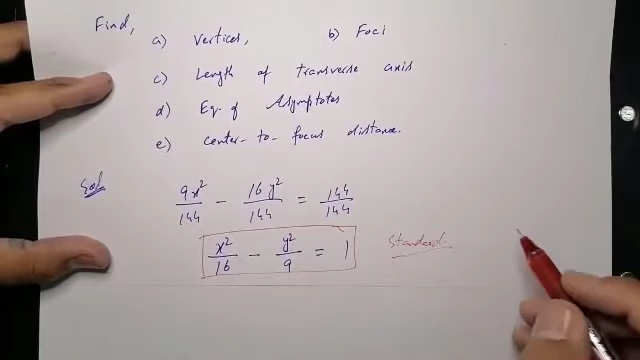 Find,
a) Vertices, b) Foci
c) Length of transverse axis
d) Eq. of Asymptotes
e) center-to-focus distance.
Sol
9x²/144 - 16y²/144 = 144/144
x²/16 - y²/9 = 1 Standard.